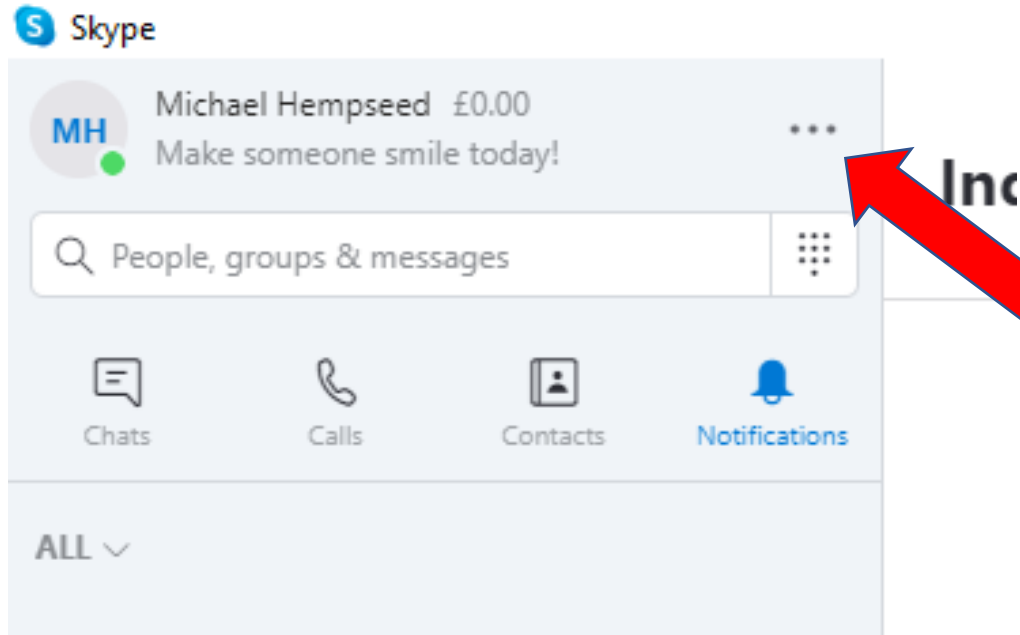 S Skype
Michael Hempseed £0.00
MH
Make someone smile today!
People, groups & messages
Chats Calls Contacts Notifications
ALL